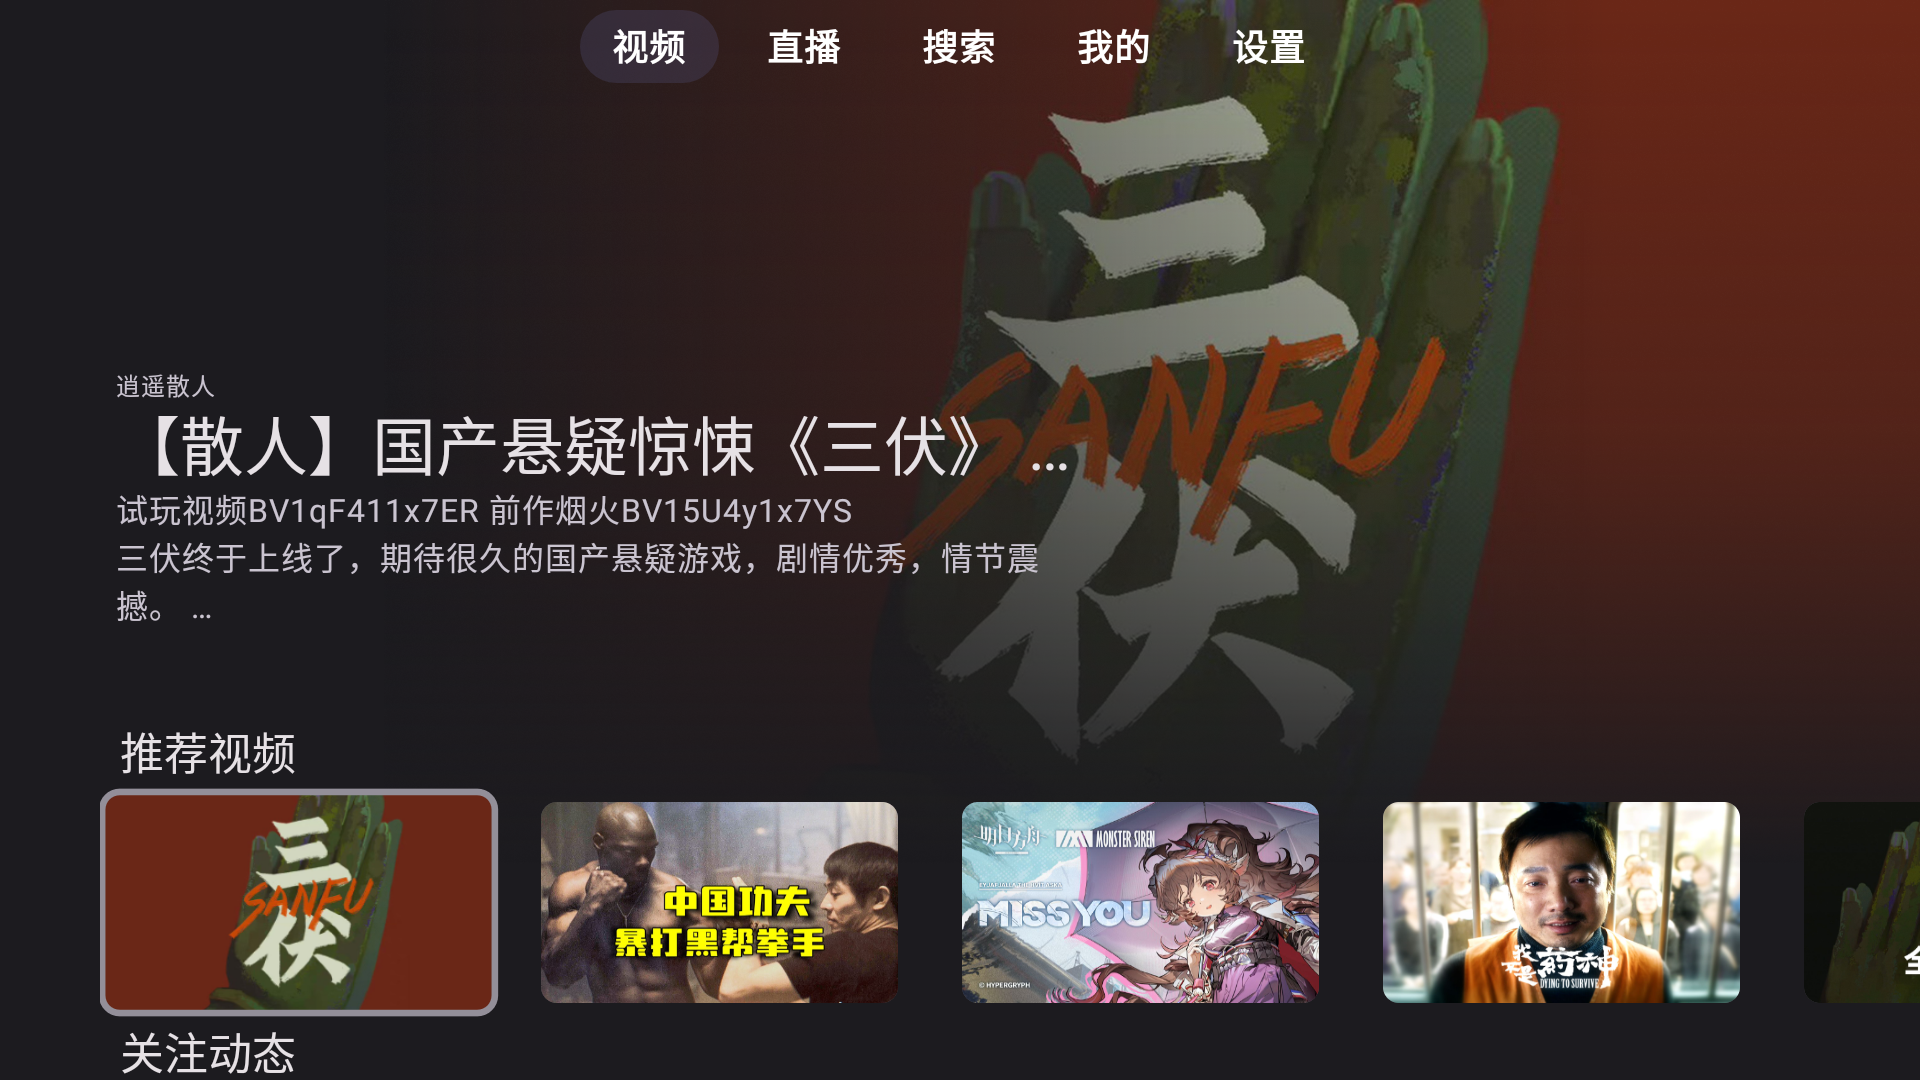 视频
直播
搜索
我的
设置
三
SANFU
伏
逍遥散人
【散人】国产悬疑惊悚《三伏》 ...
试玩视频BV1qF411x7ER 前作烟火BV15U4y1x7YS
三伏终于上线了，期待很久的国产悬疑游戏，剧情优秀，情节震
撼。 ...
推荐视频
三
SANFU
伏
中国功夫
暴打黑帮拳手
明日方舟
MONSTER SIREN
MISS YOU
© HYPERGRYPH
我不是药神
DYING TO SURVIVE
全
关注动态